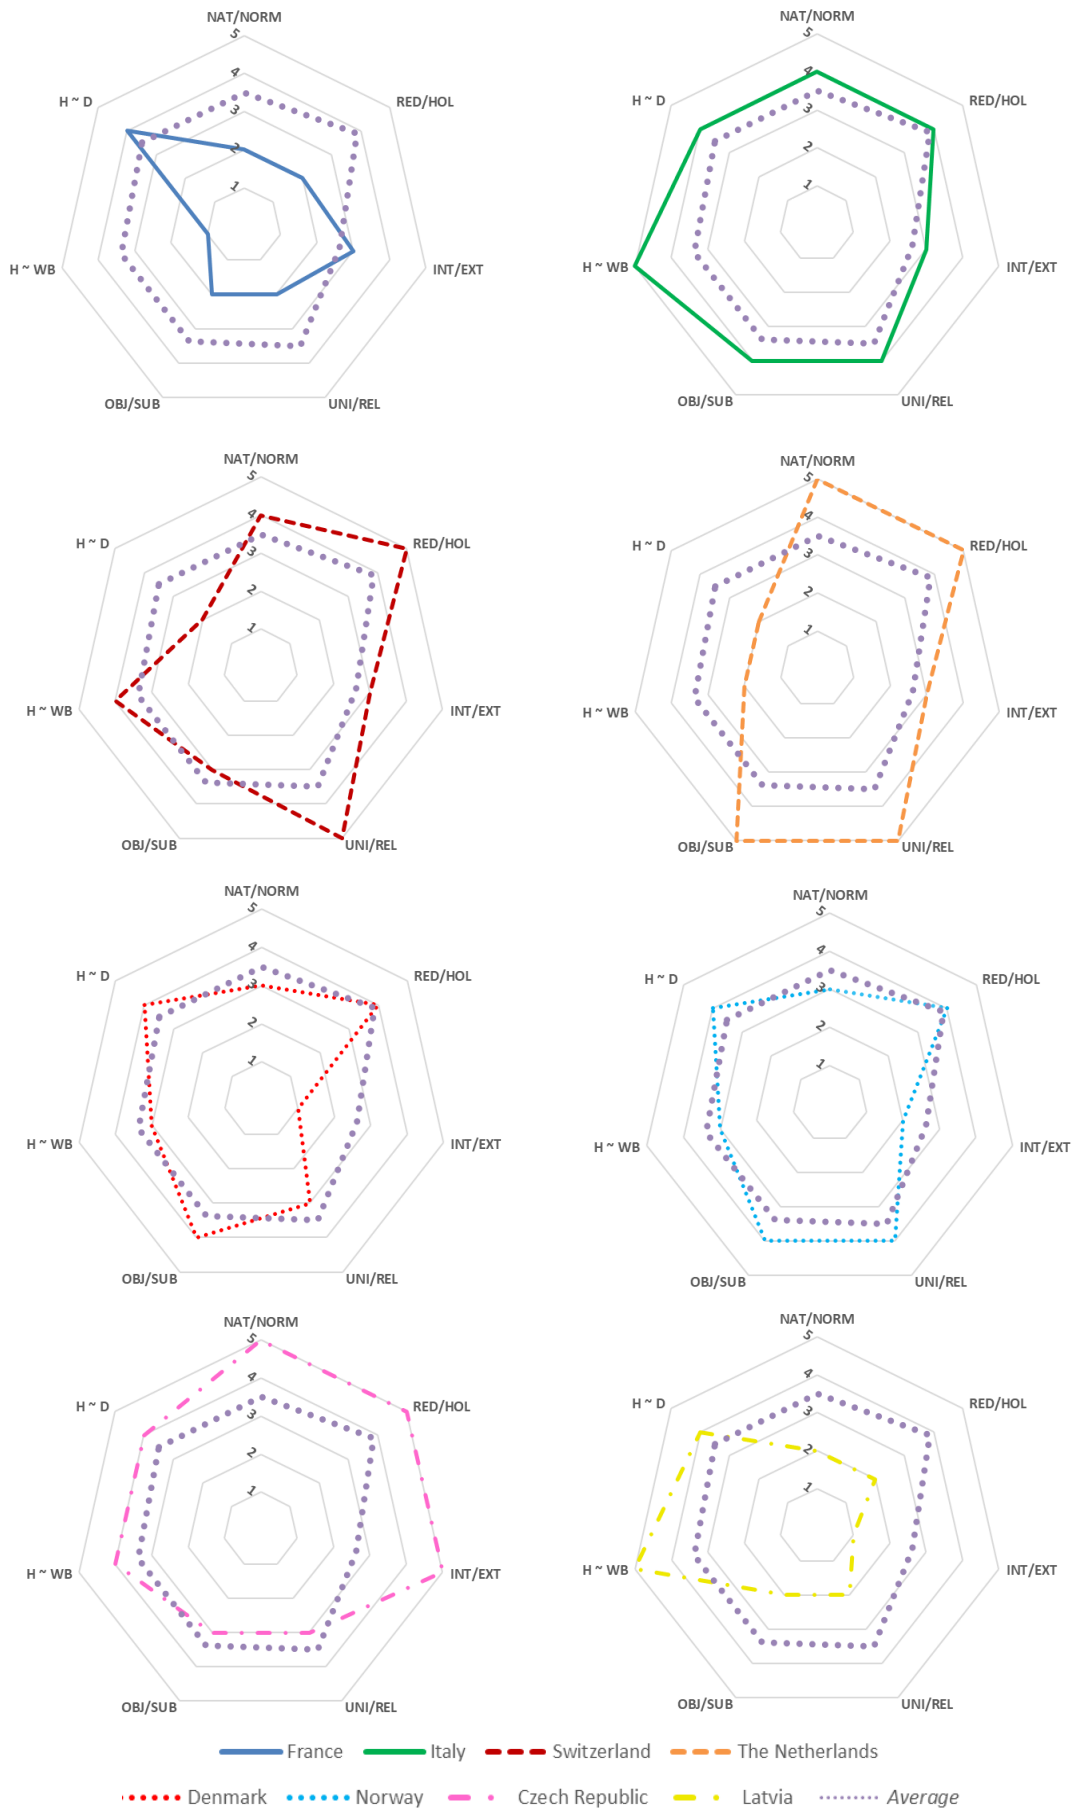 NAT/NORM
5
4
3
2
1
H ~ D
RED/HOL
H ~ WB
INT/EXT
OBJ/SUB
UNI/REL
NAT/NORM
5
4
3
2
1
H ~ D
RED/HOL
H ~ WB
INT/EXT
OBJ/SUB
UNI/REL
NAT/NORM
5
4
3
2
1
H ~ D
RED/HOL
H ~ WB
INT/EXT
OBJ/SUB
UNI/REL
NAT/NORM
5
4
3
2
1
H ~ D
RED/HOL
H ~ WB
INT/EXT
OBJ/SUB
UNI/REL
NAT/NORM
5
4
3
2
1
H ~ D
RED/HOL
H ~ WB
INT/EXT
OBJ/SUB
UNI/REL
NAT/NORM
5
4
3
2
1
H ~ D
RED/HOL
H ~ WB
INT/EXT
OBJ/SUB
UNI/REL
NAT/NORM
5
4
3
2
1
H ~ D
RED/HOL
H ~ WB
INT/EXT
OBJ/SUB
UNI/REL
NAT/NORM
5
4
3
2
1
H ~ D
RED/HOL
H ~ WB
INT/EXT
OBJ/SUB
UNI/REL
France Italy Switzerland The Netherlands
Denmark Norway Czech Republic Latvia Average